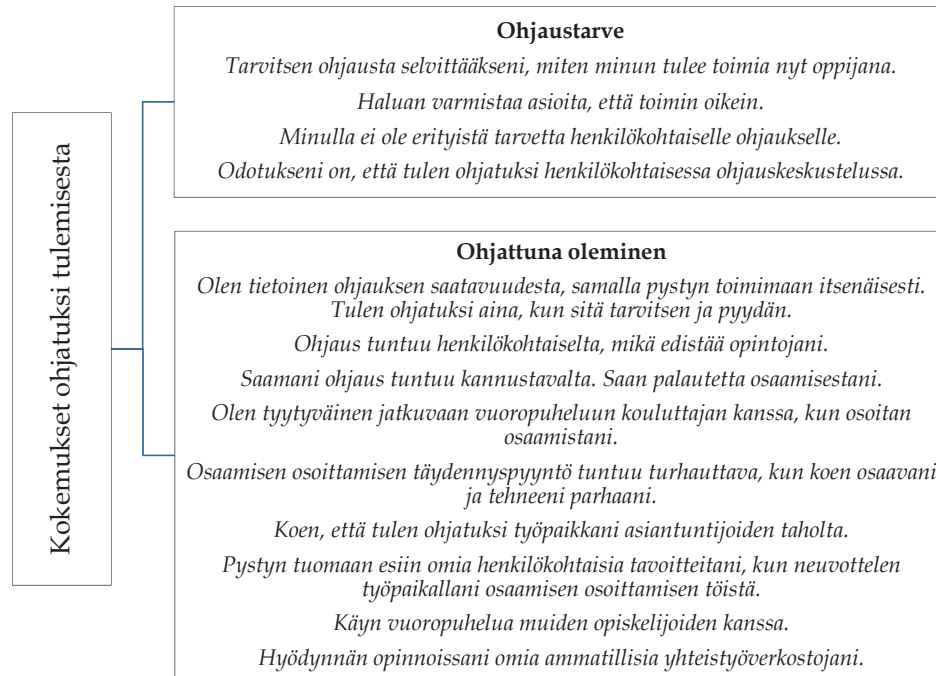 Kokemukset ohjatuksi tulemisesta
Ohjaustarve
Tarvitsen ohjausta selvittääkseni, miten minun tulee toimia nyt oppijana.
Haluan varmistaa asioita, että toimin oikein.
Minulla ei ole erityistä tarvetta henkilökohtaiselle ohjaukselle.
Odotukseni on, että tulen ohjatuksi henkilökohtaisessa ohjauskeskustelussa.
Ohjattuna oleminen
Olen tietoinen ohjauksen saatavuudesta, samalla pystyn toimimaan itsenäisesti.
Tulen ohjatuksi aina, kun sitä tarvitsen ja pyydän.
Ohjaus tuntuu henkilökohtaiselta, mikä edistää opintojani.
Saamani ohjaus tuntuu kannustavalta. Saan palautetta osaamisestani.
Olen tyytyväinen jatkuvaan vuoropuheluun kouluttajan kanssa, kun osoitan
osaamistani.
Osaamisen osoittamisen täydennyspyyntö tuntuu turhauttava, kun koen osaavani
ja tehneeni parhaani.
Koen, että tulen ohjatuksi työpaikkani asiantuntijoiden taholta.
Pystyn tuomaan esiin omia henkilökohtaisia tavoitteitani, kun neuvottelen
työpaikallani osaamisen osoittamisen töistä.
Käyn vuoropuhelua muiden opiskelijoiden kanssa.
Hyödynnän opinnoissani omia ammatillisia yhteistyöverkostojani.